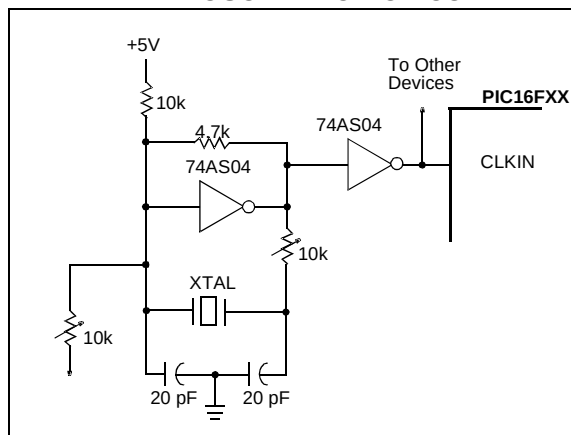 +5V
To Other
Devices
PIC16FXX
10k
4.7k
74AS04
74AS04
CLKIN
10k
XTAL
10k
20 pF
20 pF